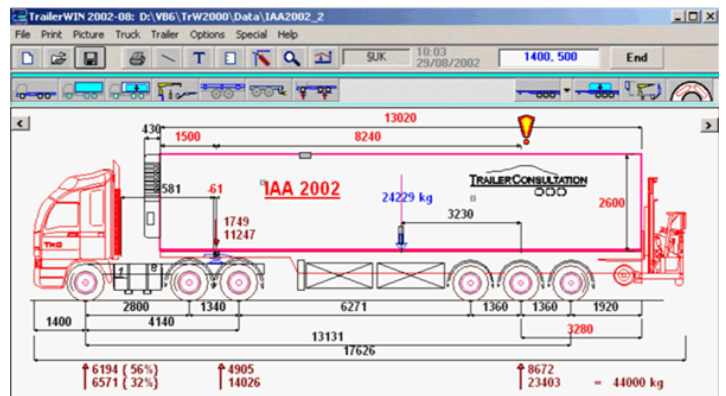 TrailerWIN 2002-08: D:\VB6\TrW2000\Data\IAA2002_2
File Print Picture Truck Trailer Options Special Help
T ŞUK 10:03 29/08/2002 1400, 500 End
13020
430 1500 8240
581 -61 IAA 2002 TRAILERCONSULTATION
24229 kg 2600
1749 3230
11247
TWG
2800 1340 6271 1360 1360 1920
1400 4140 3280
13131
17626
6194 ( 56%) 4905 8672
6571 ( 32%) 14026 23403 = 44000 kg